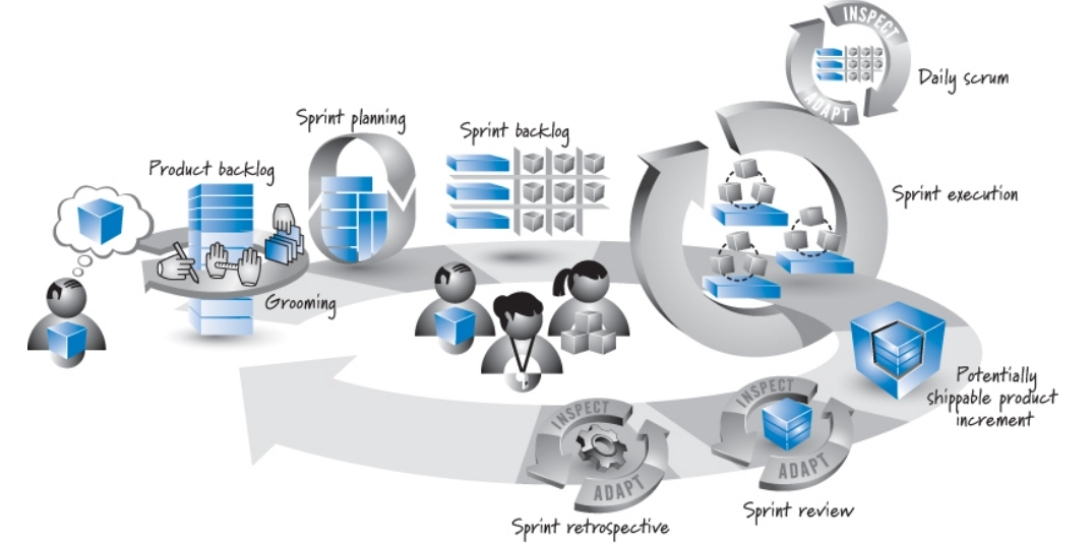 INSPECT
ADAPT
Daily scrum
Sprint planning
Sprint backlog
Product backlog
Sprint execution
Grooming
Potentially
shippable product
increment
INSPECT
ADAPT
Sprint review
INSPECT
ADAPT
Sprint retrospective